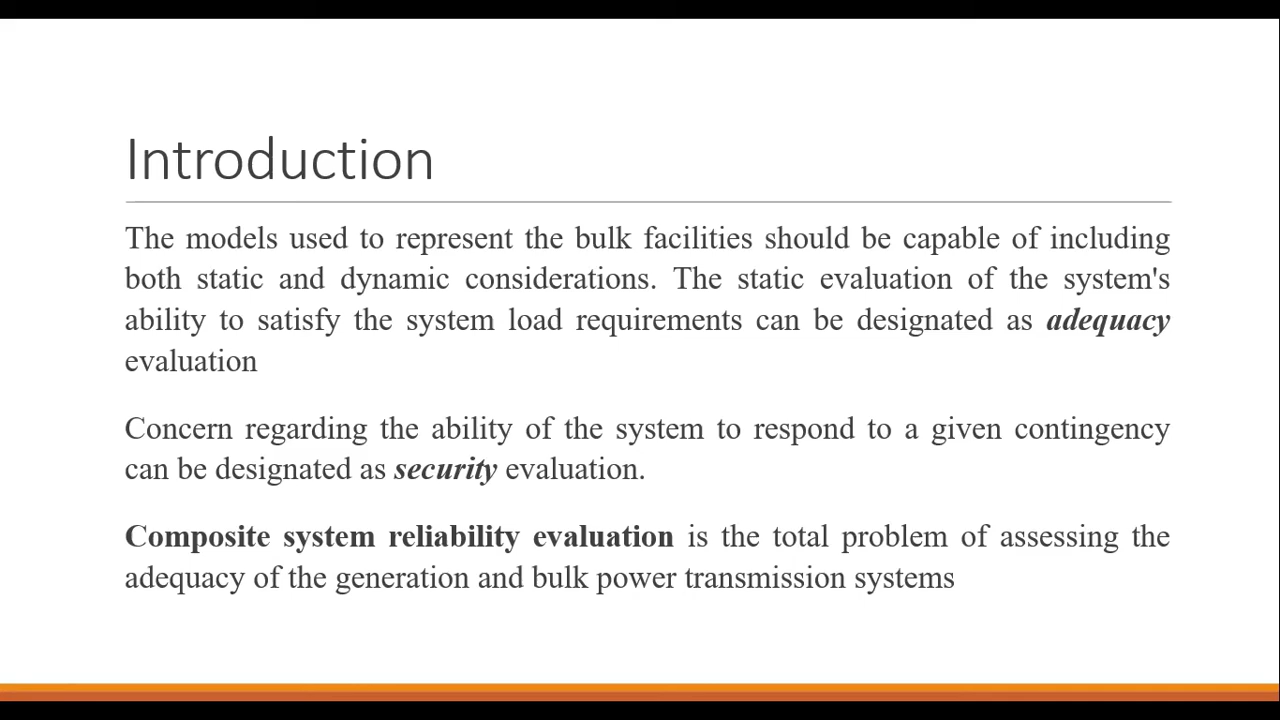 Introduction
The models used to represent the bulk facilities should be capable of including
both static and dynamic considerations. The static evaluation of the system's
ability to satisfy the system load requirements can be designated as adequacy
evaluation
Concern regarding the ability of the system to respond to a given contingency
can be designated as security evaluation.
Composite system reliability evaluation is the total problem of assessing the
adequacy of the generation and bulk power transmission systems